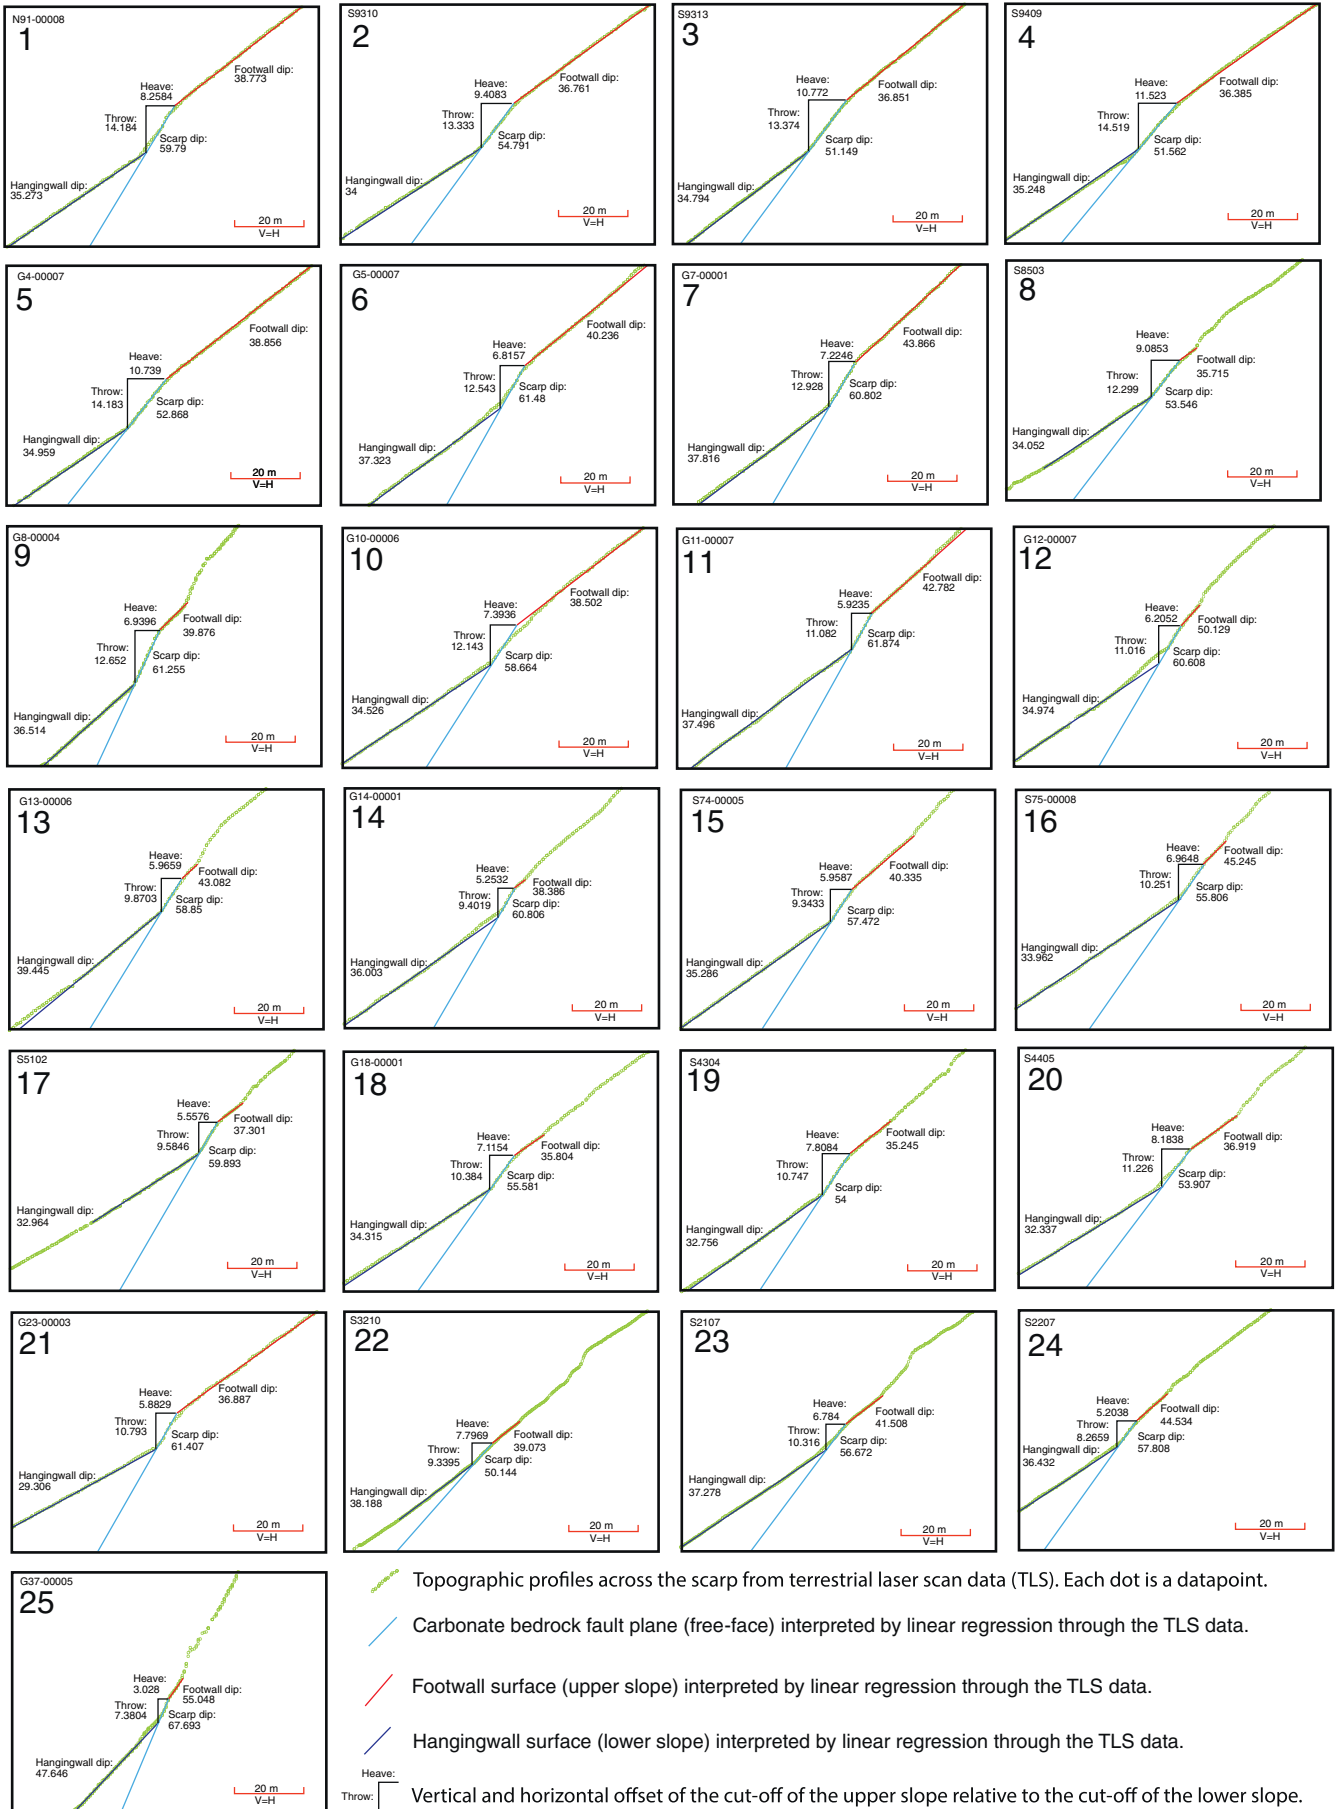 N91-00008
1
Heave:
8.2584
Footwall dip:
38.773
Throw:
14.184
Scarp dip:
59.79
Hangingwall dip:
35.273
20 m
V=H
S9310
2
Heave:
9.4083
Footwall dip:
36.761
Throw:
13.333
Scarp dip:
54.791
Hangingwall dip:
34
20 m
V=H
S9313
3
Heave:
10.772
Footwall dip:
36.851
Throw:
13.374
Scarp dip:
51.149
Hangingwall dip:
34.794
20 m
V=H
S9409
4
Heave:
11.523
Footwall dip:
36.385
Throw:
14.519
Scarp dip:
51.562
Hangingwall dip:
35.248
20 m
V=H
G4-00007
5
Footwall dip:
38.856
Heave:
10.739
Throw:
14.183
Scarp dip:
52.868
Hangingwall dip:
34.959
20 m
V=H
G5-00007
6
Footwall dip:
40.236
Heave:
6.8157
Throw:
12.543
Scarp dip:
61.48
Hangingwall dip:
37.323
20 m
V=H
G7-00001
7
Footwall dip:
43.866
Heave:
7.2246
Throw:
12.928
Scarp dip:
60.802
Hangingwall dip:
37.816
20 m
V=H
S8503
8
Heave:
9.0853
Footwall dip:
35.715
Throw:
12.299
Scarp dip:
53.546
Hangingwall dip:
34.052
20 m
V=H
G8-00004
9
Heave:
6.9396
Footwall dip:
39.876
Throw:
12.652
Scarp dip:
61.255
Hangingwall dip:
36.514
20 m
V=H
G10-00006
10
Footwall dip:
38.502
Heave:
7.3936
Throw:
12.143
Scarp dip:
58.664
Hangingwall dip:
34.526
20 m
V=H
G11-00007
11
Footwall dip:
42.782
Heave:
5.9235
Throw:
11.082
Scarp dip:
61.874
Hangingwall dip:
37.496
20 m
V=H
G12-00007
12
Heave:
6.2052
Footwall dip:
50.129
Throw:
11.016
Scarp dip:
60.608
Hangingwall dip:
34.974
20 m
V=H
G13-00006
13
Heave:
5.9659
Footwall dip:
43.082
Throw:
9.8703
Scarp dip:
58.85
Hangingwall dip:
39.445
20 m
V=H
G14-00001
14
Heave:
5.2532
Footwall dip:
38.386
Throw:
9.4019
Scarp dip:
60.806
Hangingwall dip:
36.003
20 m
V=H
S74-00005
15
Heave:
5.9587
Footwall dip:
40.335
Throw:
9.3433
Scarp dip:
57.472
Hangingwall dip:
35.286
20 m
V=H
S75-00008
16
Heave:
6.9648
Footwall dip:
45.245
Throw:
10.251
Scarp dip:
55.806
Hangingwall dip:
33.962
20 m
V=H
S5102
17
Heave:
5.5576
Footwall dip:
37.301
Throw:
9.5846
Scarp dip:
59.893
Hangingwall dip:
32.964
20 m
V=H
G18-00001
18
Heave:
7.1154
Footwall dip:
35.804
Throw:
10.384
Scarp dip:
55.581
Hangingwall dip:
34.315
20 m
V=H
S4304
19
Heave:
7.8084
Footwall dip:
35.245
Throw:
10.747
Scarp dip:
54
Hangingwall dip:
32.756
20 m
V=H
S4405
20
Heave:
8.1838
Footwall dip:
36.919
Throw:
11.226
Scarp dip:
53.907
Hangingwall dip:
32.337
20 m
V=H
G23-00003
21
Heave:
5.8829
Footwall dip:
36.887
Throw:
10.793
Scarp dip:
61.407
Hangingwall dip:
29.306
20 m
V=H
S3210
22
Heave:
7.7969
Footwall dip:
39.073
Throw:
9.3395
Scarp dip:
50.144
Hangingwall dip:
38.188
20 m
V=H
S2107
23
Heave:
6.784
Footwall dip:
41.508
Throw:
10.316
Scarp dip:
56.672
Hangingwall dip:
37.278
20 m
V=H
S2207
24
Heave:
5.2038
Footwall dip:
44.534
Throw:
8.2659
Scarp dip:
57.808
Hangingwall dip:
36.432
20 m
V=H
G37-00005
25
Heave:
3.028
Footwall dip:
55.048
Throw:
7.3804
Scarp dip:
67.693
Hangingwall dip:
47.646
20 m
V=H
Topographic profiles across the scarp from terrestrial laser scan data (TLS). Each dot is a datapoint.
Carbonate bedrock fault plane (free-face) interpreted by linear regression through the TLS data.
Footwall surface (upper slope) interpreted by linear regression through the TLS data.
Hangingwall surface (lower slope) interpreted by linear regression through the TLS data.
Heave:
Throw:
Vertical and horizontal offset of the cut-off of the upper slope relative to the cut-off of the lower slope.